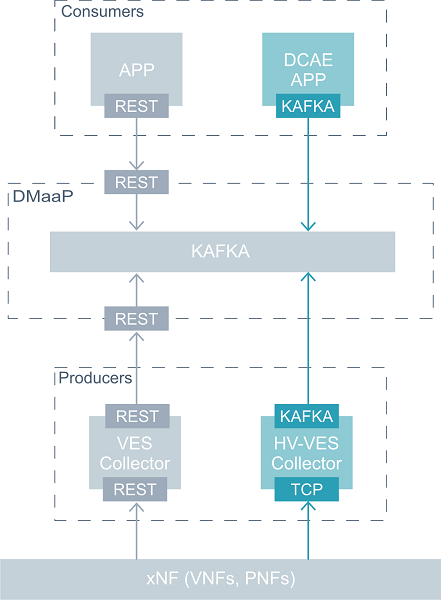 Consumers
APP
DCAE
APP
REST
KAFKA
REST
DMaaP
KAFKA
REST
Producers
REST
KAFKA
VES
Collector
HV-VES
Collector
REST
TCP
xNF (VNFs, PNFs)